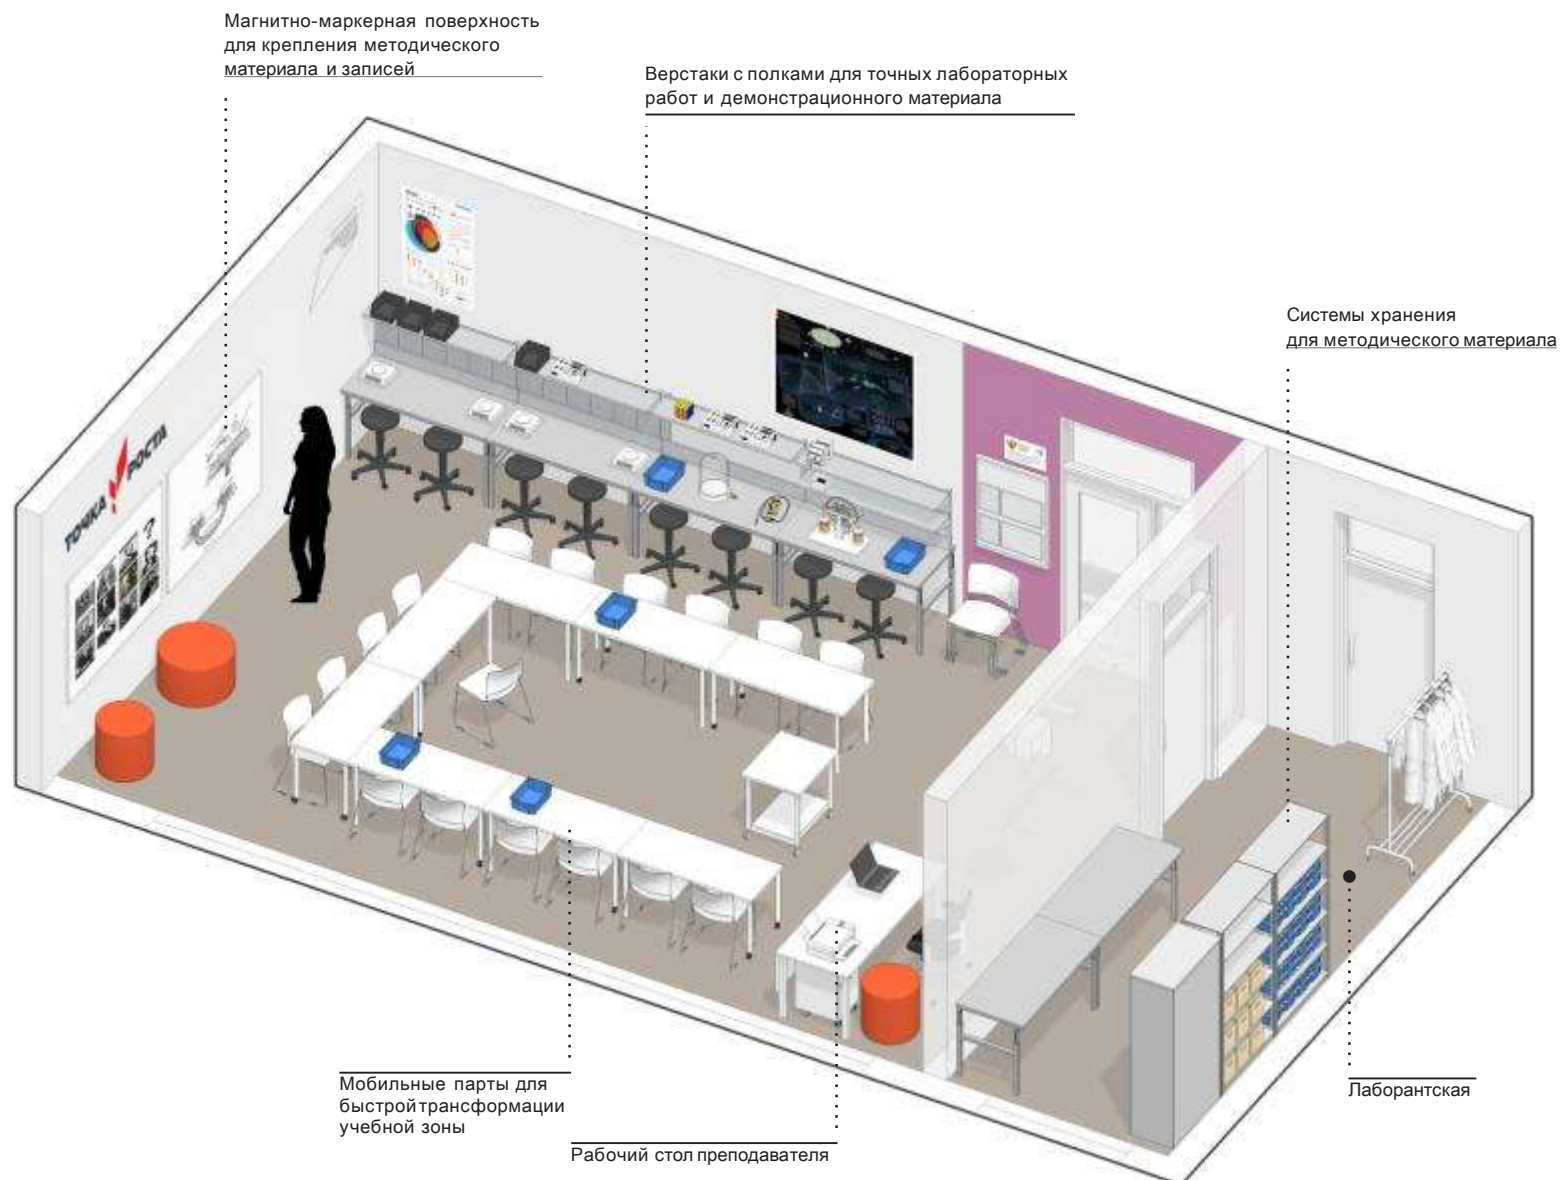 Магнитно-маркерная поверхность
для крепления методического
материала и записей
Верстаки с полками для точных лабораторных
работ и демонстрационного материала
Системы хранения
для методического материала
ТОЧКА РОСТА
?
Мобильные парты для
быстрой трансформации
учебной зоны
Рабочий стол преподавателя
Лаборантская